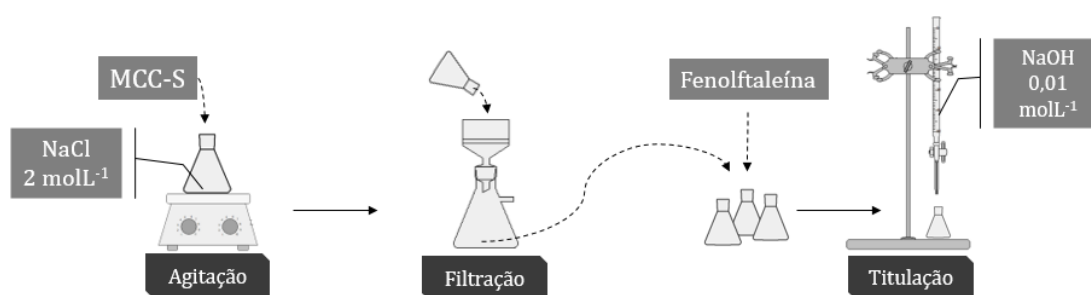 MCC-S
NaCl
2 molL⁻¹
Agitação
Filtração
Fenolftaleína
NaOH
0,01
molL⁻¹
Titulação